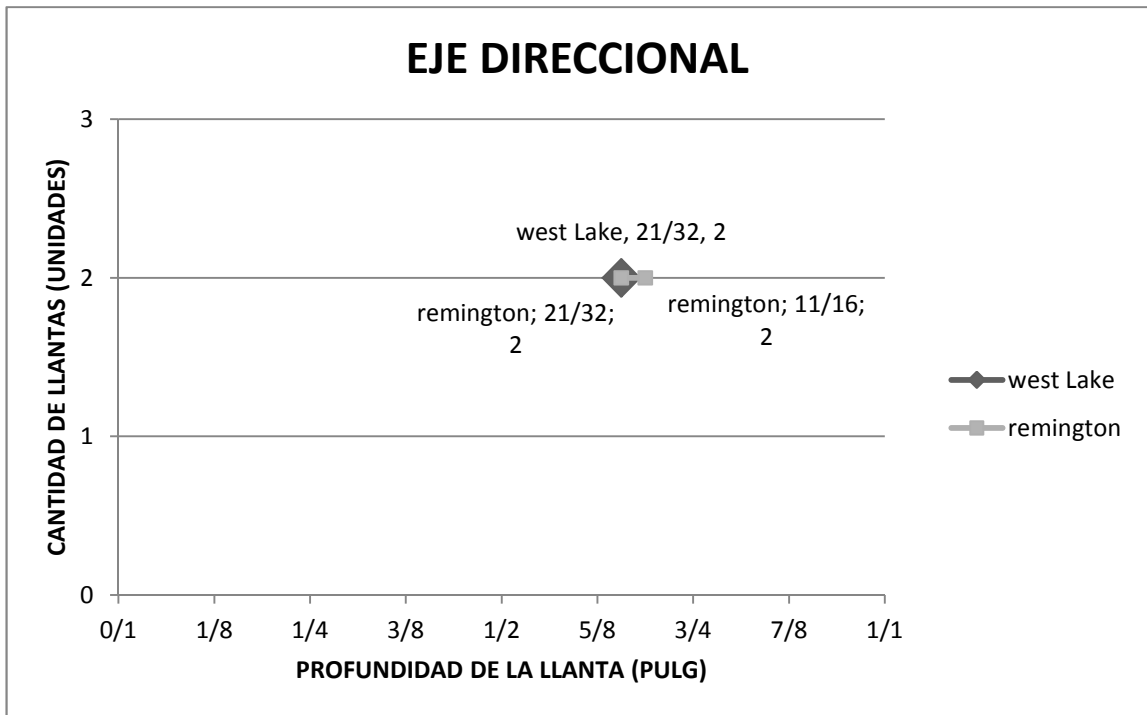 EJE DIRECCIONAL
CANTIDAD DE LLANTAS (UNIDADES)
3
2
1
0
west Lake, 21/32, 2
remington; 21/32;
2
remington; 11/16;
2
west Lake
remington
0/1 1/8 1/4 3/8 1/2 5/8 3/4 7/8 1/1
PROFUNDIDAD DE LA LLANTA (PULG)